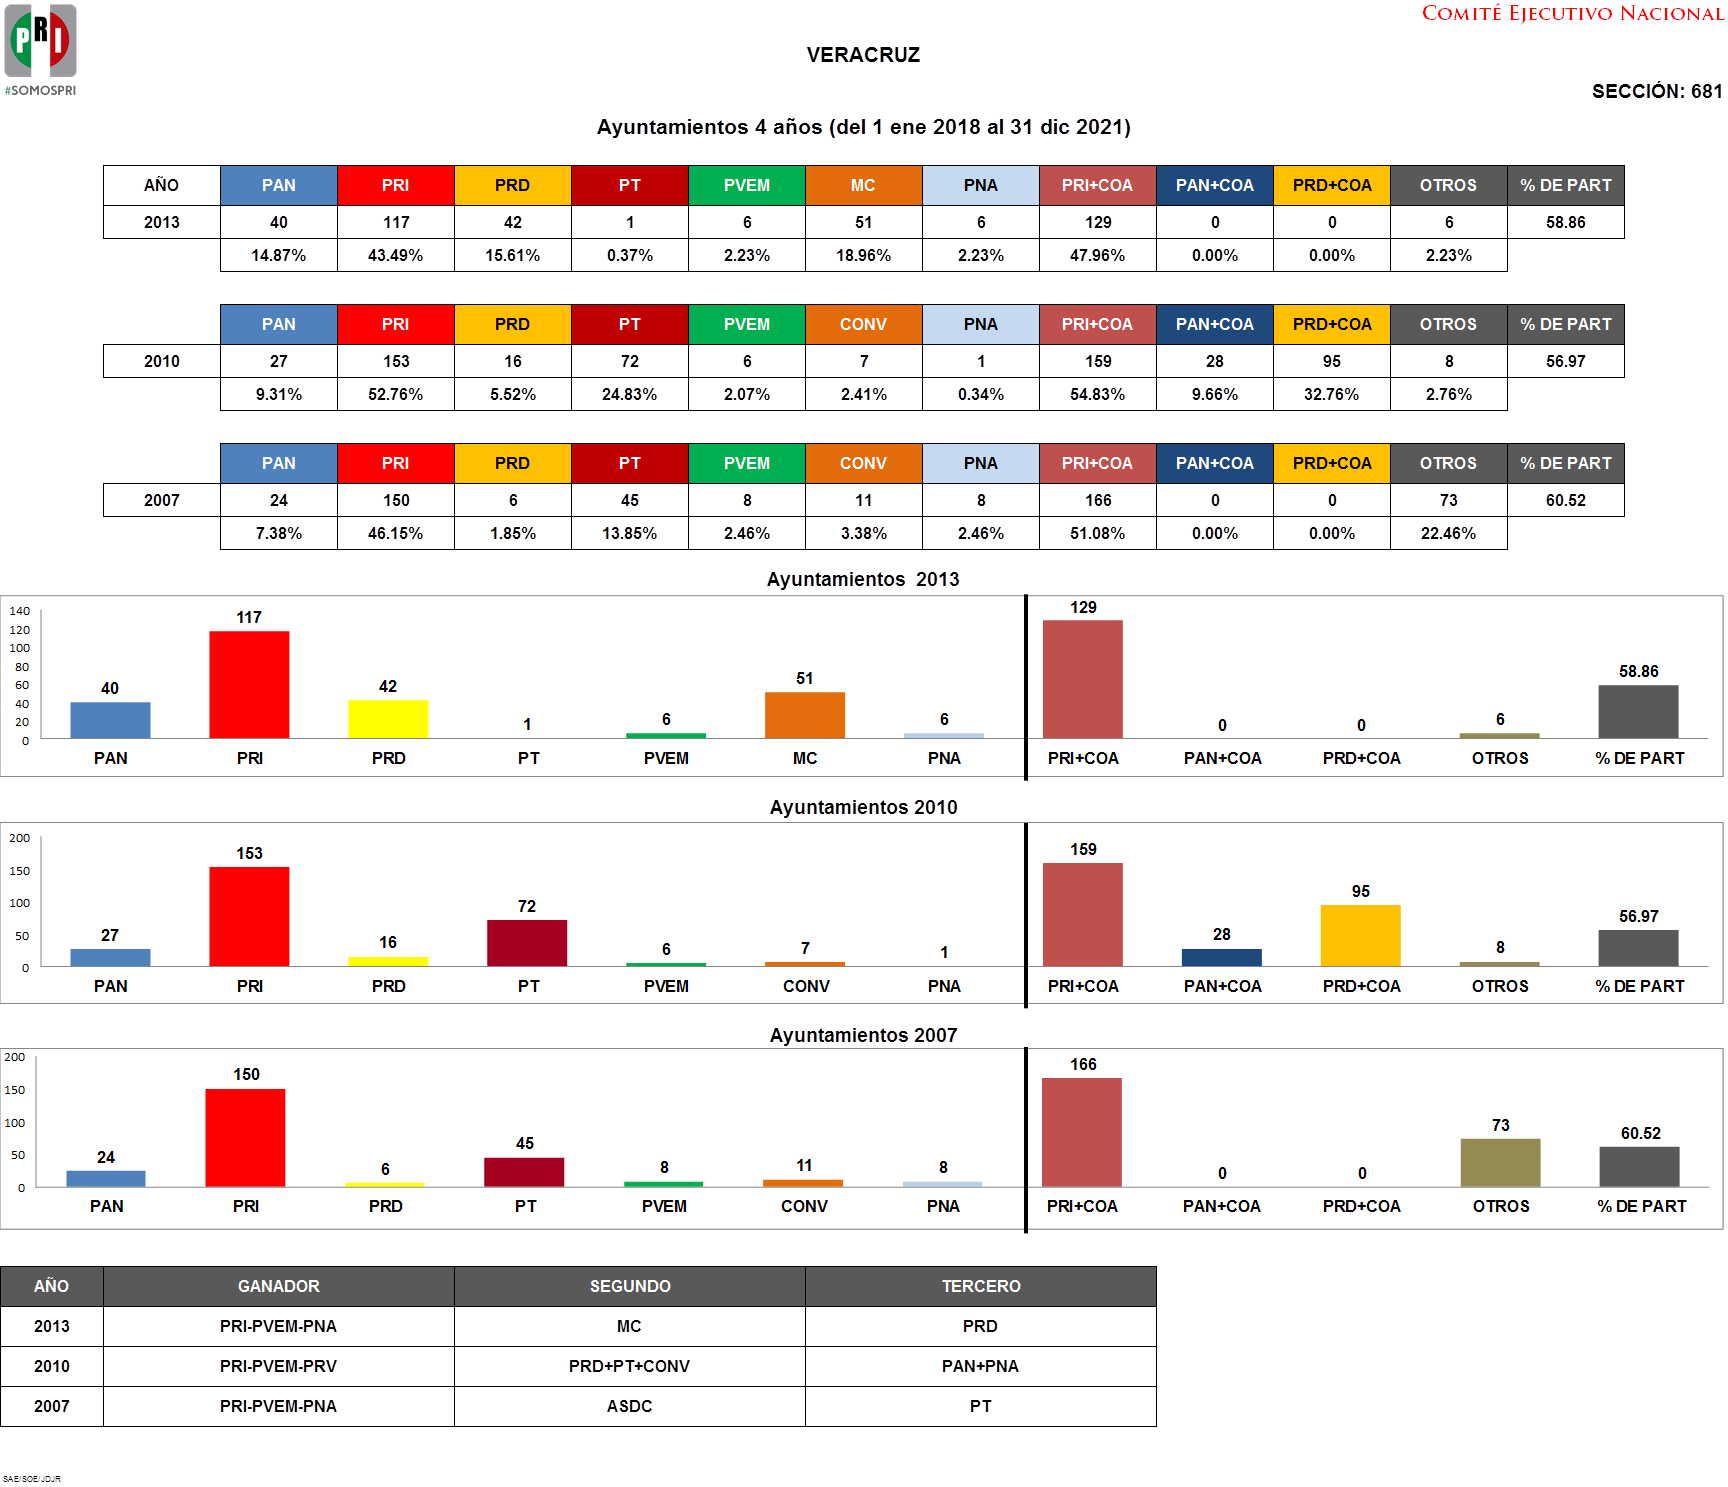 PRI
#SOMOSPRI
COMITÉ EJECUTIVO NACIONAL
VERACRUZ
SECCIÓN: 681
Ayuntamientos 4 años (del 1 ene 2018 al 31 dic 2021)
AÑO PAN PRI PRD PT PVEM MC PNA PRI+COA PAN+COA PRD+COA OTROS % DE PART
2013 40 117 42 1 6 51 6 129 0 0 6 58.86
14.87% 43.49% 15.61% 0.37% 2.23% 18.96% 2.23% 47.96% 0.00% 0.00% 2.23%
PAN PRI PRD PT PVEM CONV PNA PRI+COA PAN+COA PRD+COA OTROS % DE PART
2010 27 153 16 72 6 7 1 159 28 95 8 56.97
9.31% 52.76% 5.52% 24.83% 2.07% 2.41% 0.34% 54.83% 9.66% 32.76% 2.76%
PAN PRI PRD PT PVEM CONV PNA PRI+COA PAN+COA PRD+COA OTROS % DE PART
2007 24 150 6 45 8 11 8 166 0 0 73 60.52
7.38% 46.15% 1.85% 13.85% 2.46% 3.38% 2.46% 51.08% 0.00% 0.00% 22.46%
Ayuntamientos 2013
140
120
100
80
60
40
20
0
40 117 42 1 6 51 6 129 0 0 6 58.86
PAN PRI PRD PT PVEM MC PNA PRI+COA PAN+COA PRD+COA OTROS % DE PART
Ayuntamientos 2010
200
150
100
50
0
27 153 16 72 6 7 1 159 28 95 8 56.97
PAN PRI PRD PT PVEM CONV PNA PRI+COA PAN+COA PRD+COA OTROS % DE PART
Ayuntamientos 2007
200
150
100
50
0
24 150 6 45 8 11 8 166 0 0 73 60.52
PAN PRI PRD PT PVEM CONV PNA PRI+COA PAN+COA PRD+COA OTROS % DE PART
AÑO GANADOR SEGUNDO TERCERO
2013 PRI-PVEM-PNA MC PRD
2010 PRI-PVEM-PRV PRD+PT+CONV PAN+PNA
2007 PRI-PVEM-PNA ASDC PT
SAE/SOE/JDJR